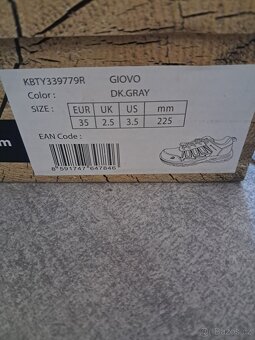 KBTY339779R GIOVO
Color : DK.GRAY
SIZE : EUR UK US mm
35 2.5 3.5 225
EAN Code :
8 591747 647846
m